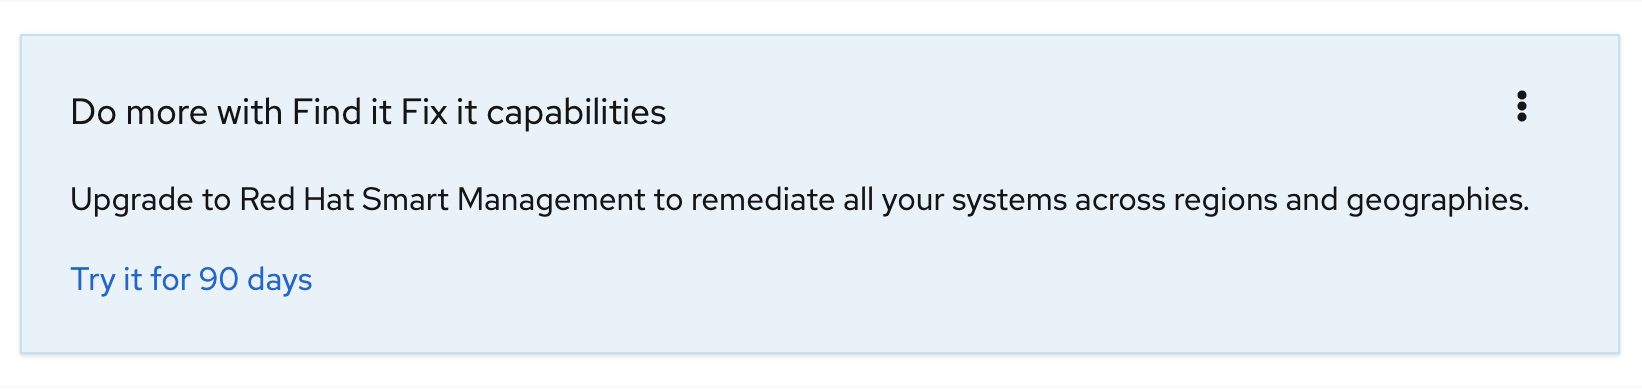 Do more with Find it Fix it capabilities
Upgrade to Red Hat Smart Management to remediate all your systems across regions and geographies.
Try it for 90 days